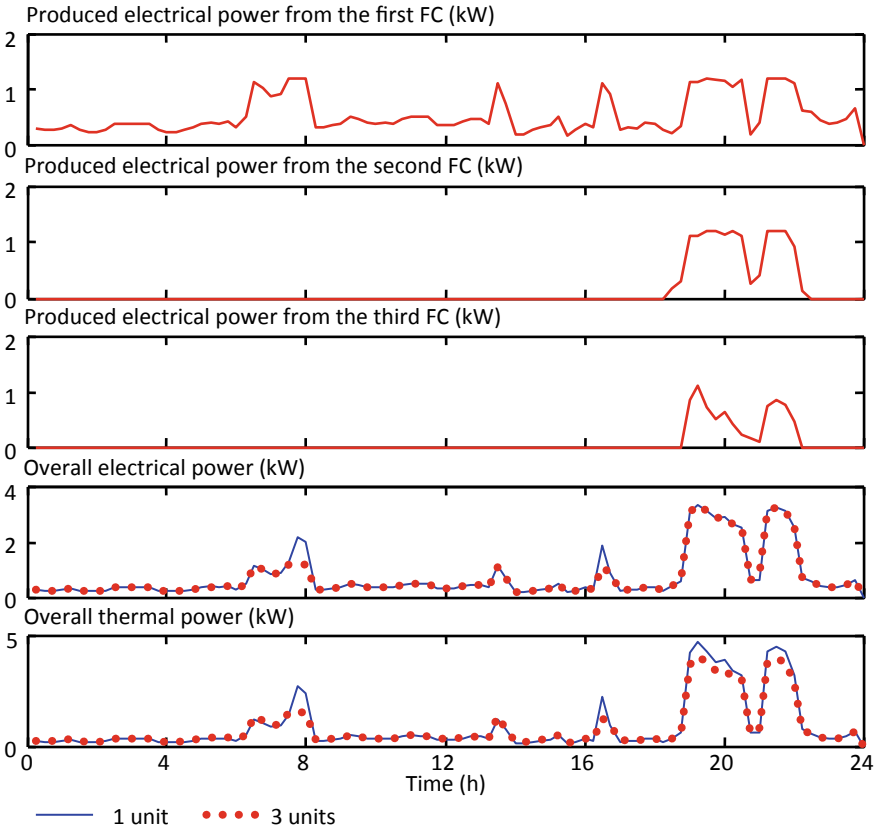 Produced electrical power from the first FC (kW)
2
1
0
Produced electrical power from the second FC (kW)
2
1
0
Produced electrical power from the third FC (kW)
2
1
0
Overall electrical power (kW)
4
2
0
Overall thermal power (kW)
5
0
0 4 8 12 16 20 24
Time (h)
1 unit 3 units